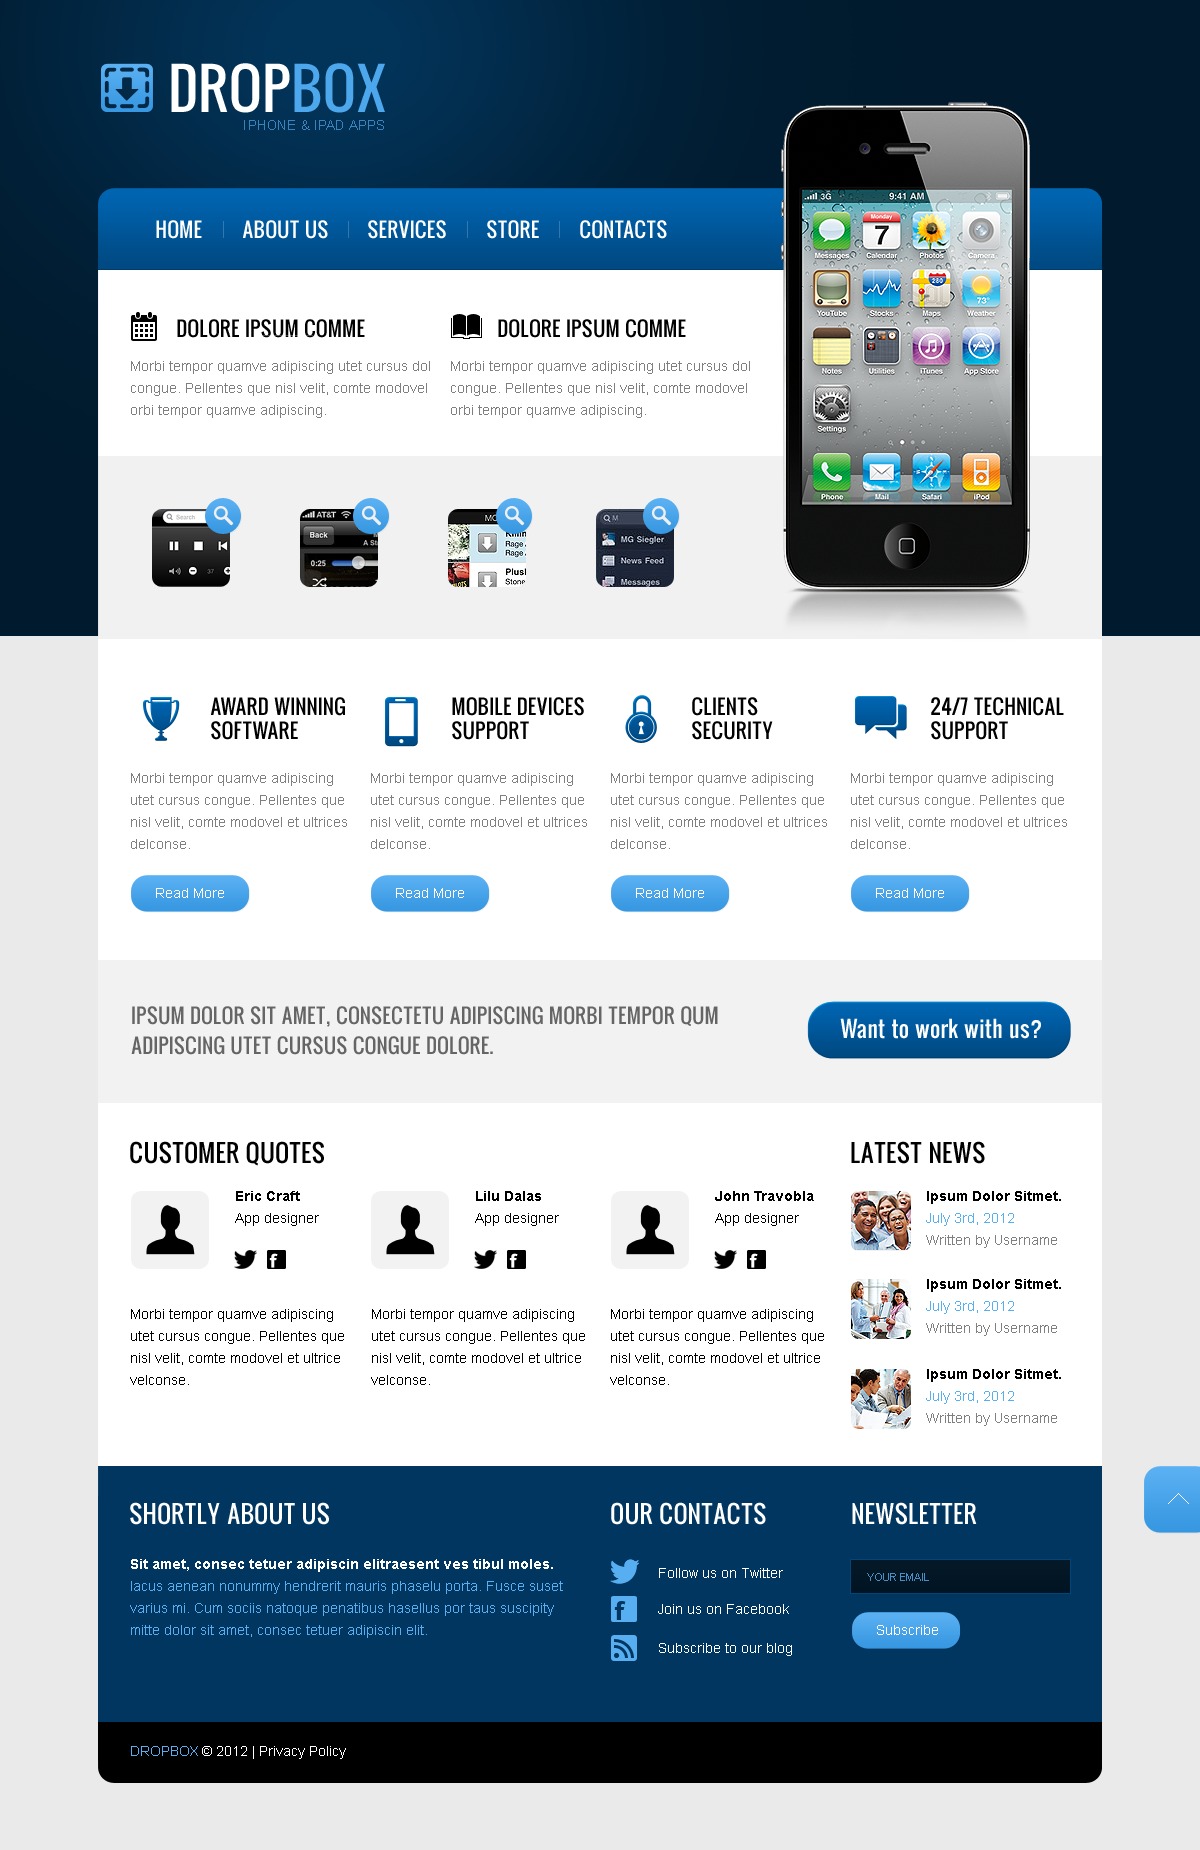 DROPBOX
IPHONE & IPAD APPS
HOME
ABOUT US
SERVICES
STORE
CONTACTS
3G 9:41 AM
Monday
7
Messages Calendar Photos Camera
280
73°
YouTube Stocks Maps Weather
Notes Utilities iTunes App Store
Settings
Phone Mail Safari iPod
DOLORE IPSUM COMME
Morbi tempor quamve adipiscing utet cursus dol
congue. Pellentes que nisl velit, comte modovel
orbi tempor quamve adipiscing.
DOLORE IPSUM COMME
Morbi tempor quamve adipiscing utet cursus dol
congue. Pellentes que nisl velit, comte modovel
orbi tempor quamve adipiscing.
Search
37
AT&T
Back
0:25
Rage
Rage
Plus
Stone
M
MG Siegler
News Feed
Messages
AWARD WINNING
SOFTWARE
Morbi tempor quamve adipiscing
utet cursus congue. Pellentes que
nisl velit, comte modovel et ultrices
delconse.
Read More
MOBILE DEVICES
SUPPORT
Morbi tempor quamve adipiscing
utet cursus congue. Pellentes que
nisl velit, comte modovel et ultrices
delconse.
Read More
CLIENTS
SECURITY
Morbi tempor quamve adipiscing
utet cursus congue. Pellentes que
nisl velit, comte modovel et ultrices
delconse.
Read More
24/7 TECHNICAL
SUPPORT
Morbi tempor quamve adipiscing
utet cursus congue. Pellentes que
nisl velit, comte modovel et ultrices
delconse.
Read More
IPSUM DOLOR SIT AMET, CONSECTETU ADIPISCING MORBI TEMPOR QUM
ADIPISCING UTET CURSUS CONGUE DOLORE.
Want to work with us?
CUSTOMER QUOTES
Eric Craft
App designer
Morbi tempor quamve adipiscing
utet cursus congue. Pellentes que
nisl velit, comte modovel et ultrice
velconse.
Lilu Dalas
App designer
Morbi tempor quamve adipiscing
utet cursus congue. Pellentes que
nisl velit, comte modovel et ultrice
velconse.
John Travobla
App designer
Morbi tempor quamve adipiscing
utet cursus congue. Pellentes que
nisl velit, comte modovel et ultrice
velconse.
LATEST NEWS
Ipsum Dolor Sitmet.
July 3rd, 2012
Written by Username
Ipsum Dolor Sitmet.
July 3rd, 2012
Written by Username
Ipsum Dolor Sitmet.
July 3rd, 2012
Written by Username
SHORTLY ABOUT US
Sit amet, consec tetuer adipiscin elitraesent ves tibul moles.
lacus aenean nonummy hendrerit mauris phaselu porta. Fusce suset
varius mi. Cum sociis natoque penatibus hasellus por taus suscipity
mitte dolor sit amet, consec tetuer adipiscin elit.
OUR CONTACTS
Follow us on Twitter
Join us on Facebook
Subscribe to our blog
NEWSLETTER
YOUR EMAIL
Subscribe
DROPBOX © 2012 | Privacy Policy